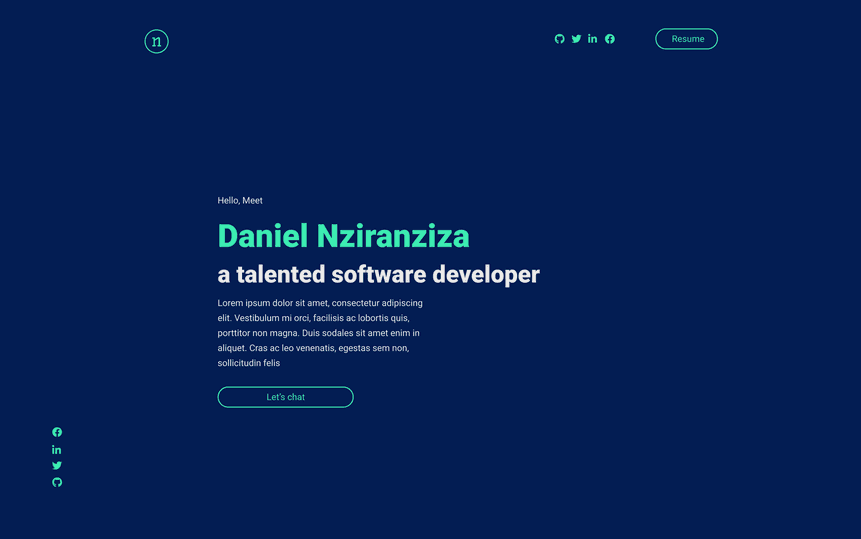 n
Resume
Hello, Meet
Daniel Nziranziza
a talented software developer
Lorem ipsum dolor sit amet, consectetur adipiscing
elit. Vestibulum mi orci, facilisis ac lobortis quis,
porttitor non magna. Duis sodales sit amet enim in
aliquet. Cras ac leo venenatis, egestas sem non,
sollicitudin felis
Let's chat